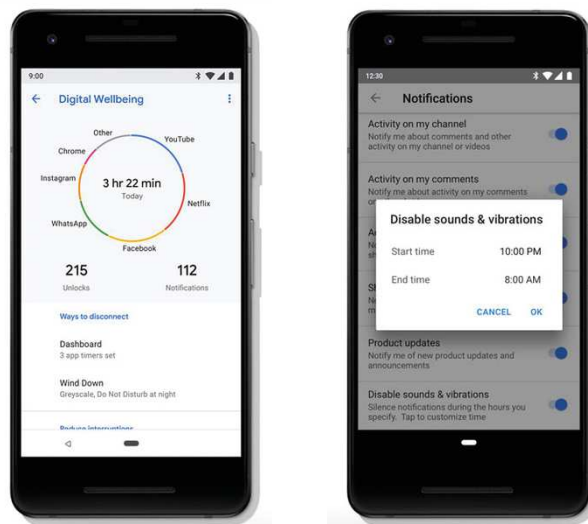 9:00
Digital Wellbeing
Other
YouTube
Chrome
Instagram
3 hr 22 min
Today
Netflix
WhatsApp
Facebook
215
112
Unlocks
Notifications
Ways to disconnect
Dashboard
3 app timers set
Wind Down
Greyscale, Do Not Disturb at night
Reduce interruptions
12:30
Notifications
Activity on my channel
Notify me about comments and other
activity on my channel or videos
Activity on my comments
Notify me about activity on my comments
Disable sounds & vibrations
Start time
10:00 PM
End time
8:00 AM
CANCEL
OK
Product updates
Notify me of new product updates and
announcements
Disable sounds & vibrations
Silence notifications during the hours you
specify. Tap to customize time